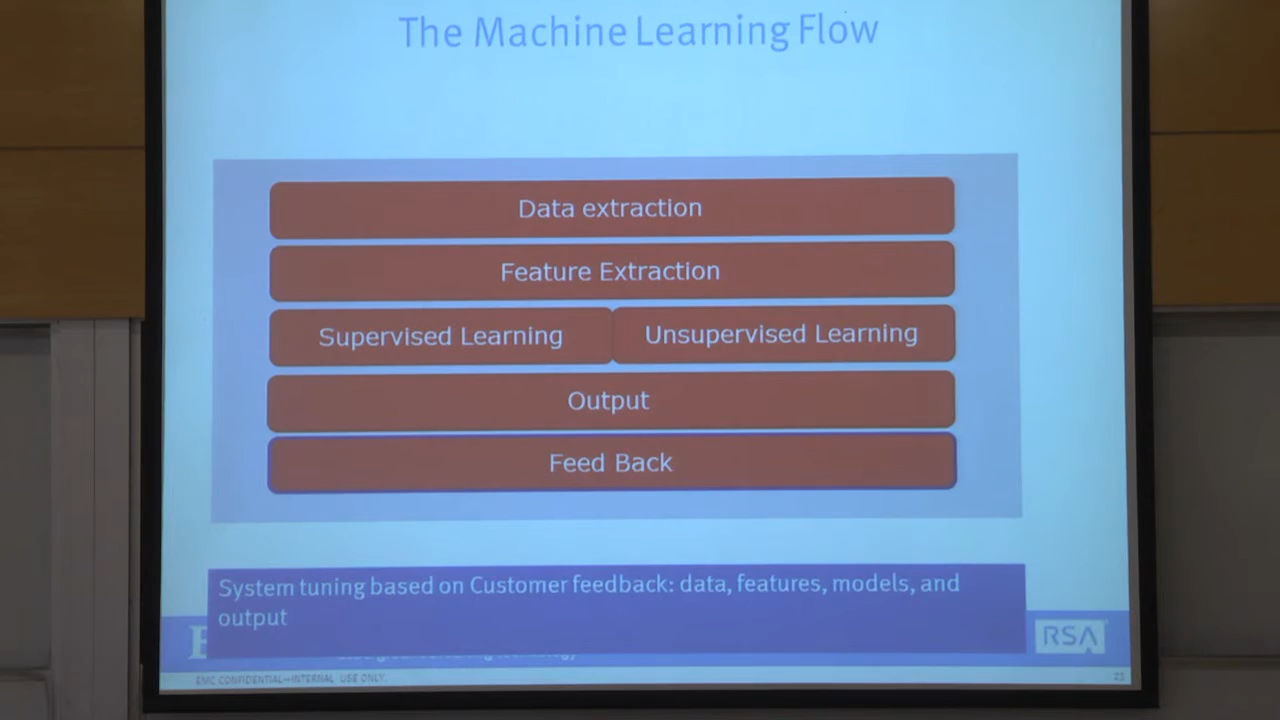 The Machine Learning Flow
Data extraction
Feature Extraction
Supervised Learning
Unsupervised Learning
Output
Feed Back
System tuning based on Customer feedback: data, features, models, and
output
RSA
EMC CONFIDENTIAL—INTERNAL USE ONLY.
23